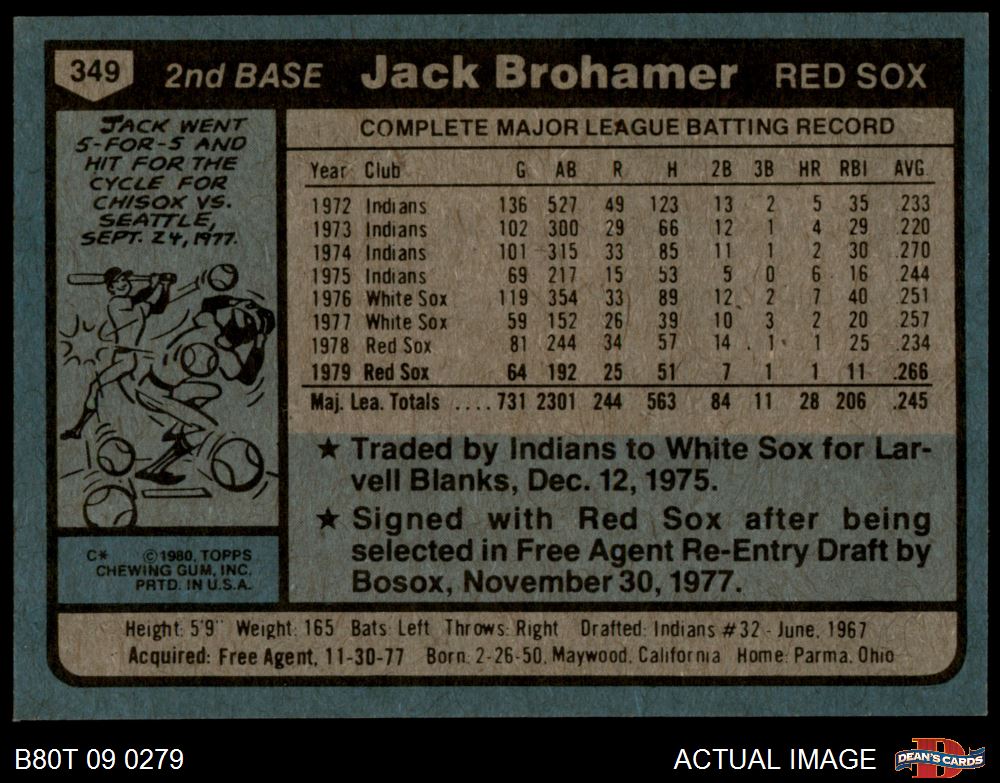 349 2nd BASE Jack Brohamer RED SOX
JACK WENT
5-FOR-5 AND
HIT FOR THE
CYCLE FOR
CHISOX VS.
SEATTLE,
SEPT. 24, 1977.
COMPLETE MAJOR LEAGUE BATTING RECORD
Year Club G AB R H 2B 3B HR RBI AVG.
1972 Indians 136 527 49 123 13 2 5 35 .233
1973 Indians 102 300 29 66 12 1 4 29 .220
1974 Indians 101 315 33 85 11 1 2 30 .270
1975 Indians 69 217 15 53 5 0 6 16 .244
1976 White Sox 119 354 33 89 12 2 7 40 .251
1977 White Sox 59 152 26 39 10 3 2 20 .257
1978 Red Sox 81 244 34 57 14 1 1 25 .234
1979 Red Sox 64 192 25 51 7 1 1 11 .266
Maj. Lea. Totals .... 731 2301 244 563 84 11 28 206 .245
★ Traded by Indians to White Sox for Lar-
vell Blanks, Dec. 12, 1975.
★ Signed with Red Sox after being
selected in Free Agent Re-Entry Draft by
Bosox, November 30, 1977.
C* ©1980, TOPPS
CHEWING GUM, INC.
PRTD. IN U.S.A.
Height: 5'9" Weight: 165 Bats: Left Throws: Right Drafted: Indians #32 - June, 1967
Acquired: Free Agent, 11-30-77 Born: 2-26-50, Maywood, California Home: Parma, Ohio
B80T 09 0279 ACTUAL IMAGE
DEAN'S CARDS